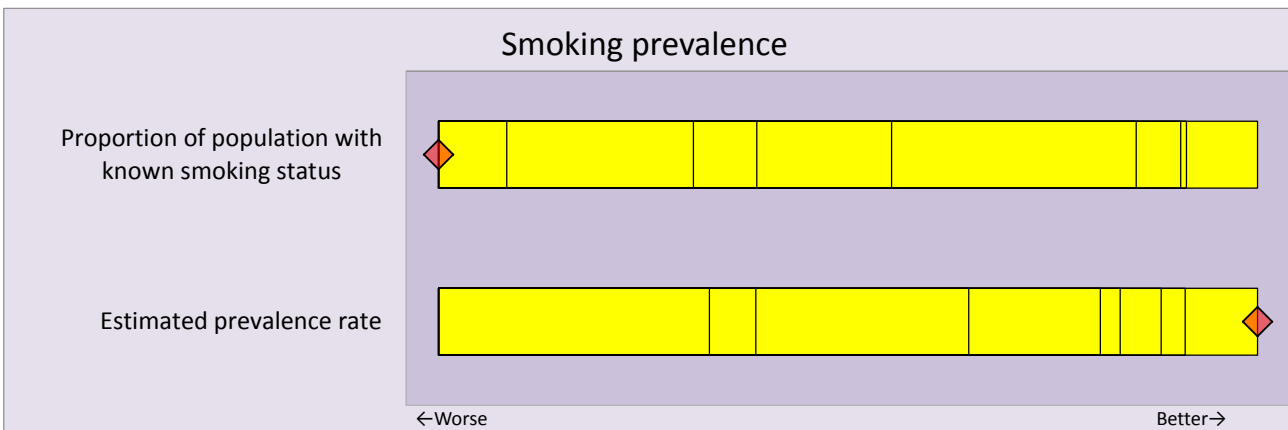 Smoking prevalence
Proportion of population with
known smoking status
Estimated prevalence rate
←Worse
Better→